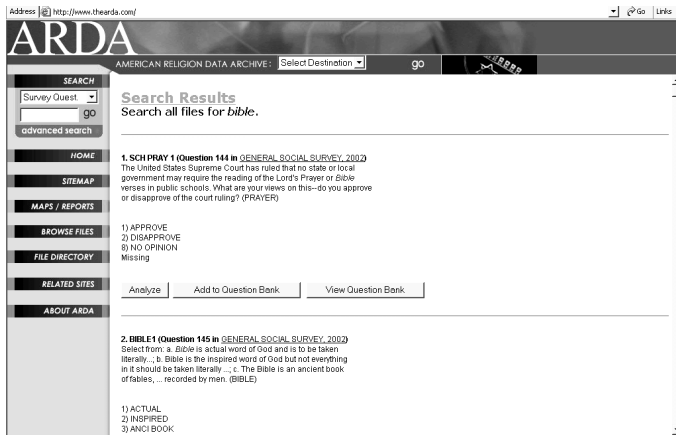 Address http://www.thearda.com/ Go Links
ARDA
AMERICAN RELIGION DATA ARCHIVE: Select Destination go
SEARCH
Survey Quest.
go
advanced search
HOME
SITEMAP
MAPS / REPORTS
BROWSE FILES
FILE DIRECTORY
RELATED SITES
ABOUT ARDA
Search Results
Search all files for bible.
1. SCH PRAY 1 (Question 144 in GENERAL SOCIAL SURVEY, 2002)
The United States Supreme Court has ruled that no state or local
government may require the reading of the Lord's Prayer or Bible
verses in public schools. What are your views on this--do you approve
or disapprove of the court ruling? (PRAYER)
1) APPROVE
2) DISAPPROVE
8) NO OPINION
Missing
Analyze Add to Question Bank View Question Bank
2. BIBLE1 (Question 145 in GENERAL SOCIAL SURVEY, 2002)
Select from: a. Bible is actual word of God and is to be taken
literally...; b. Bible is the inspired word of God but not everything
in it should be taken literally ...; c. The Bible is an ancient book
of fables, ... recorded by men. (BIBLE)
1) ACTUAL
2) INSPIRED
3) ANCI BOOK